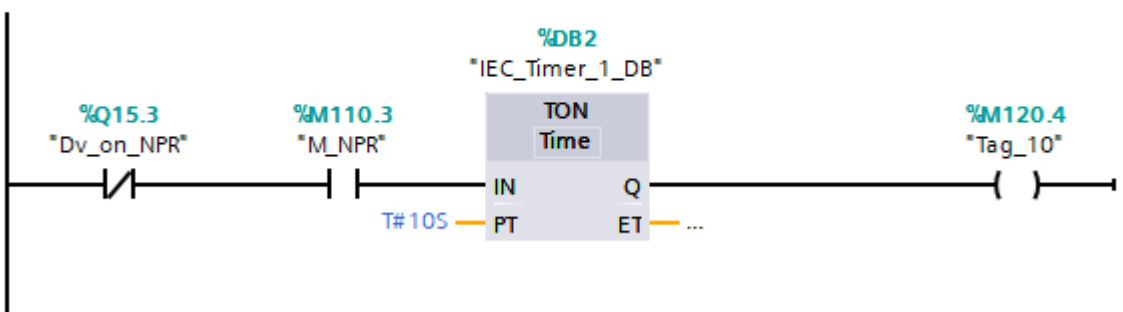 %DB2
"IEC_Timer_1_DB"
%Q15.3 %M110.3 TON %M120.4
"Dv_on_NPR" "M_NPR" Time "Tag_10"
IN Q
T#10S PT ET ...